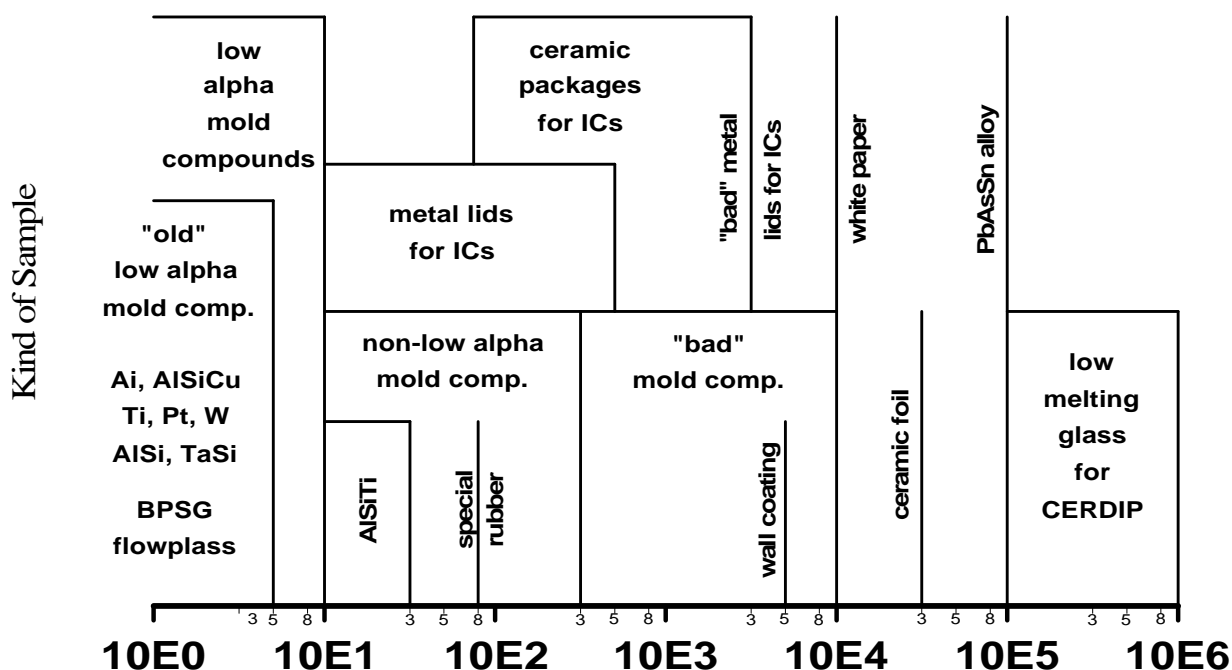 Kind of Sample
low
alpha
mold
compounds
ceramic
packages
for ICs
"bad" metal
lids for ICs
white paper
PbAsSn alloy
metal lids
for ICs
"old"
low alpha
mold comp.
Ai, AlSiCu
Ti, Pt, W
AlSi, TaSi
BPSG
flowplass
non-low alpha
mold comp.
"bad"
mold comp.
AlSiTi
special
rubber
wall coating
ceramic foil
low
melting
glass
for
CERDIP
3 5 8 3 5 8 3 5 8 3 5 8 3 5 8 3 5 8
10E0 10E1 10E2 10E3 10E4 10E5 10E6